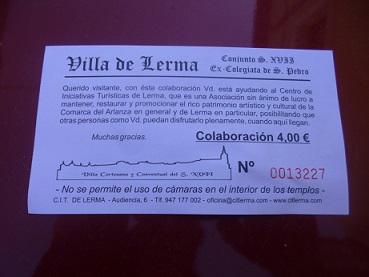 Villa de Lerma
Conjunto S. XVII
Ex-Colegiata de S. Pedro
Querido visitante, con éste colaboración Vd. está ayudando al Centro de
Iniciativas Turísticas de Lerma, que es una Asociación sin ánimo de lucro a
mantener, restaurar y promocionar el rico patrimonio artístico y cultural de la
Comarca del Arlanza en general y de Lerma en particular, posibilitando que
otras personas como Vd. puedan disfrutarlo plenamente, cuando aquí llegan.
Muchas gracias.
Colaboración 4,00 €
Villa Cortesana y Conventual del S. XVII
Nº 0013227
- No se permite el uso de cámaras en el interior de los templos -
C.I.T. DE LERMA - Audiencia, 6 - Tlf. 947 177 002 - oficina@citlerma.com - www.citlerma.com